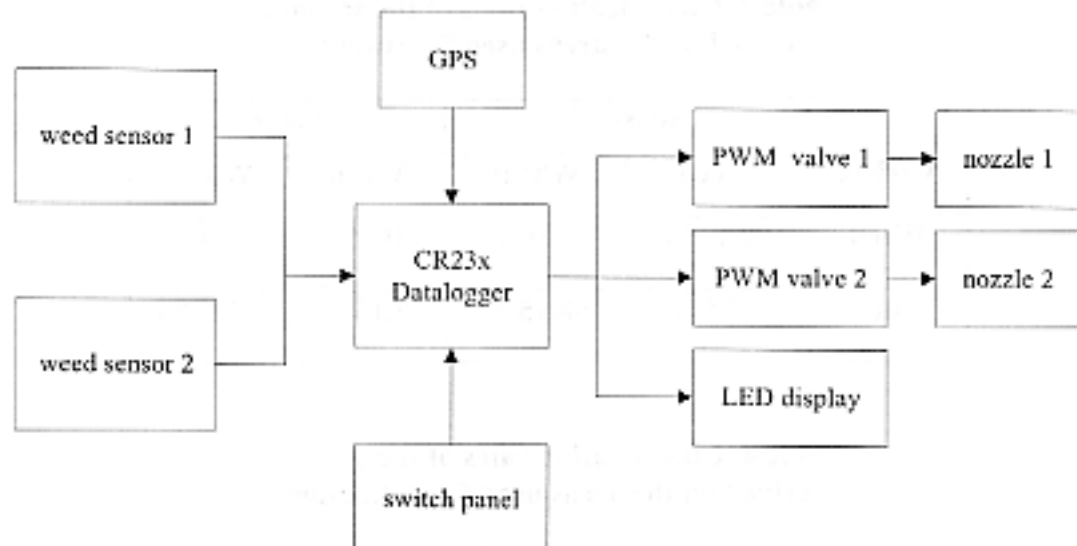 GPS
weed sensor 1
PWM valve 1
nozzle 1
CR23x
Datalogger
PWM valve 2
nozzle 2
weed sensor 2
LED display
switch panel